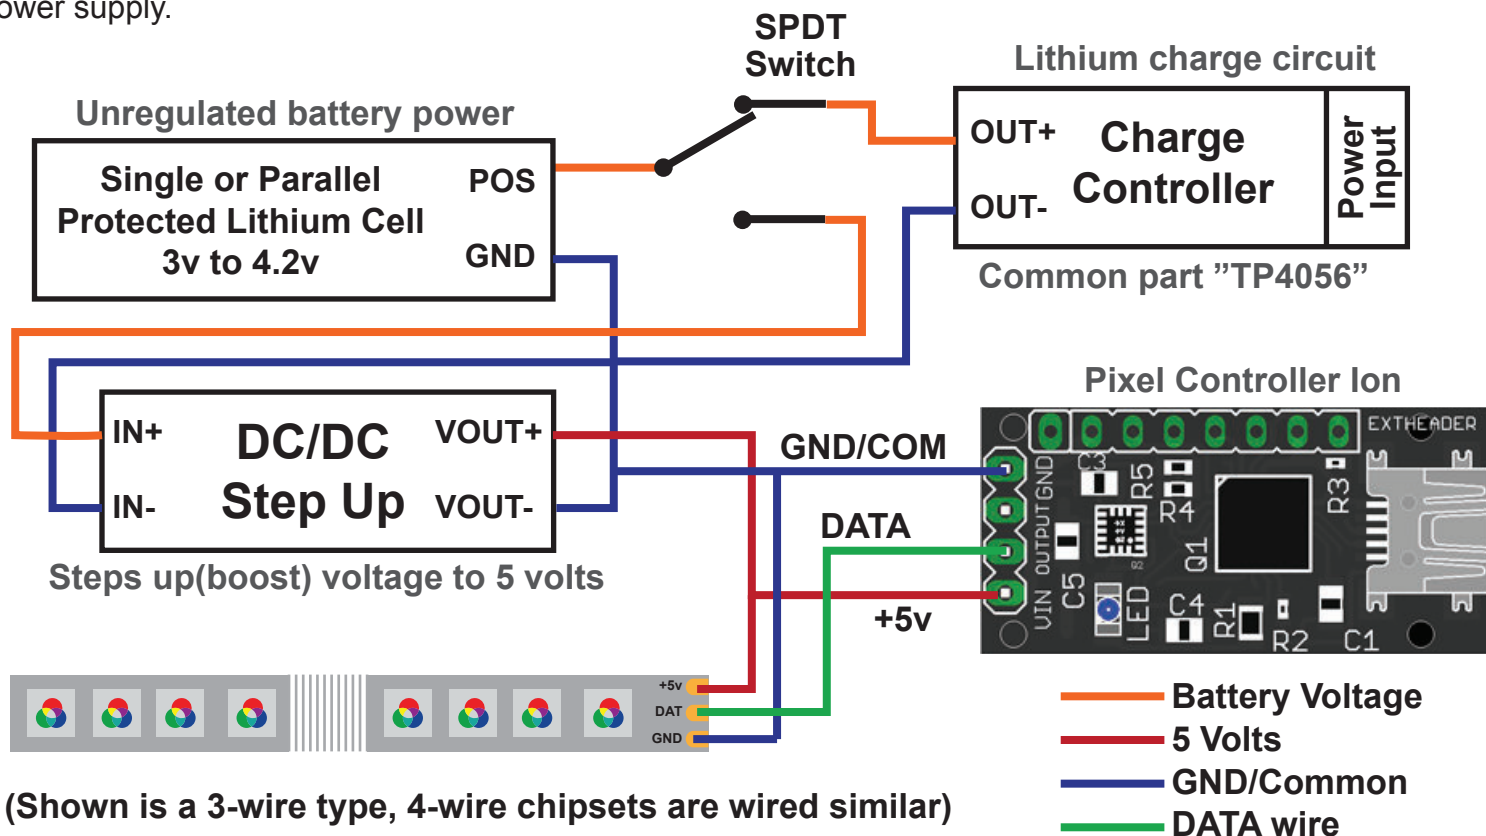 ower supply.
SPDT
Switch
Lithium charge circuit
Unregulated battery power
Single or Parallel
Protected Lithium Cell
3v to 4.2v
POS
GND
OUT+
OUT-
Charge
Controller
Power
Input
Common part ”TP4056”
Pixel Controller Ion
IN+
IN-
DC/DC
Step Up
VOUT+
VOUT-
Steps up(boost) voltage to 5 volts
GND/COM
DATA
+5v
EXTHEADER
GND
OUTPUT
VIN
C3
R5
R4
R3
Q1
Q2
C5
LED
C4
R1
R2
C1
+5v
DAT
GND
Battery Voltage
5 Volts
GND/Common
DATA wire
(Shown is a 3-wire type, 4-wire chipsets are wired similar)